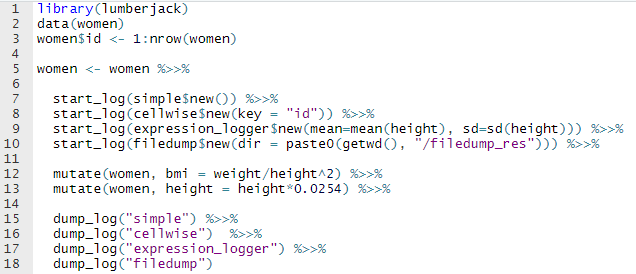 1 library(lumberjack)
2 data(women)
3 women$id <- 1:nrow(women)
4
5 women <- women %>>%
6
7   start_log(simple$new()) %>>%
8   start_log(cellwise$new(key = "id")) %>>%
9   start_log(expression_logger$new(mean=mean(height), sd=sd(height))) %>>%
10   start_log(filedump$new(dir = paste0(getwd(), "/filedump_res"))) %>>%
11
12   mutate(women, bmi = weight/height^2) %>>%
13   mutate(women, height = height*0.0254) %>>%
14
15   dump_log("simple") %>>%
16   dump_log("cellwise")  %>>%
17   dump_log("expression_logger") %>>%
18   dump_log("filedump")